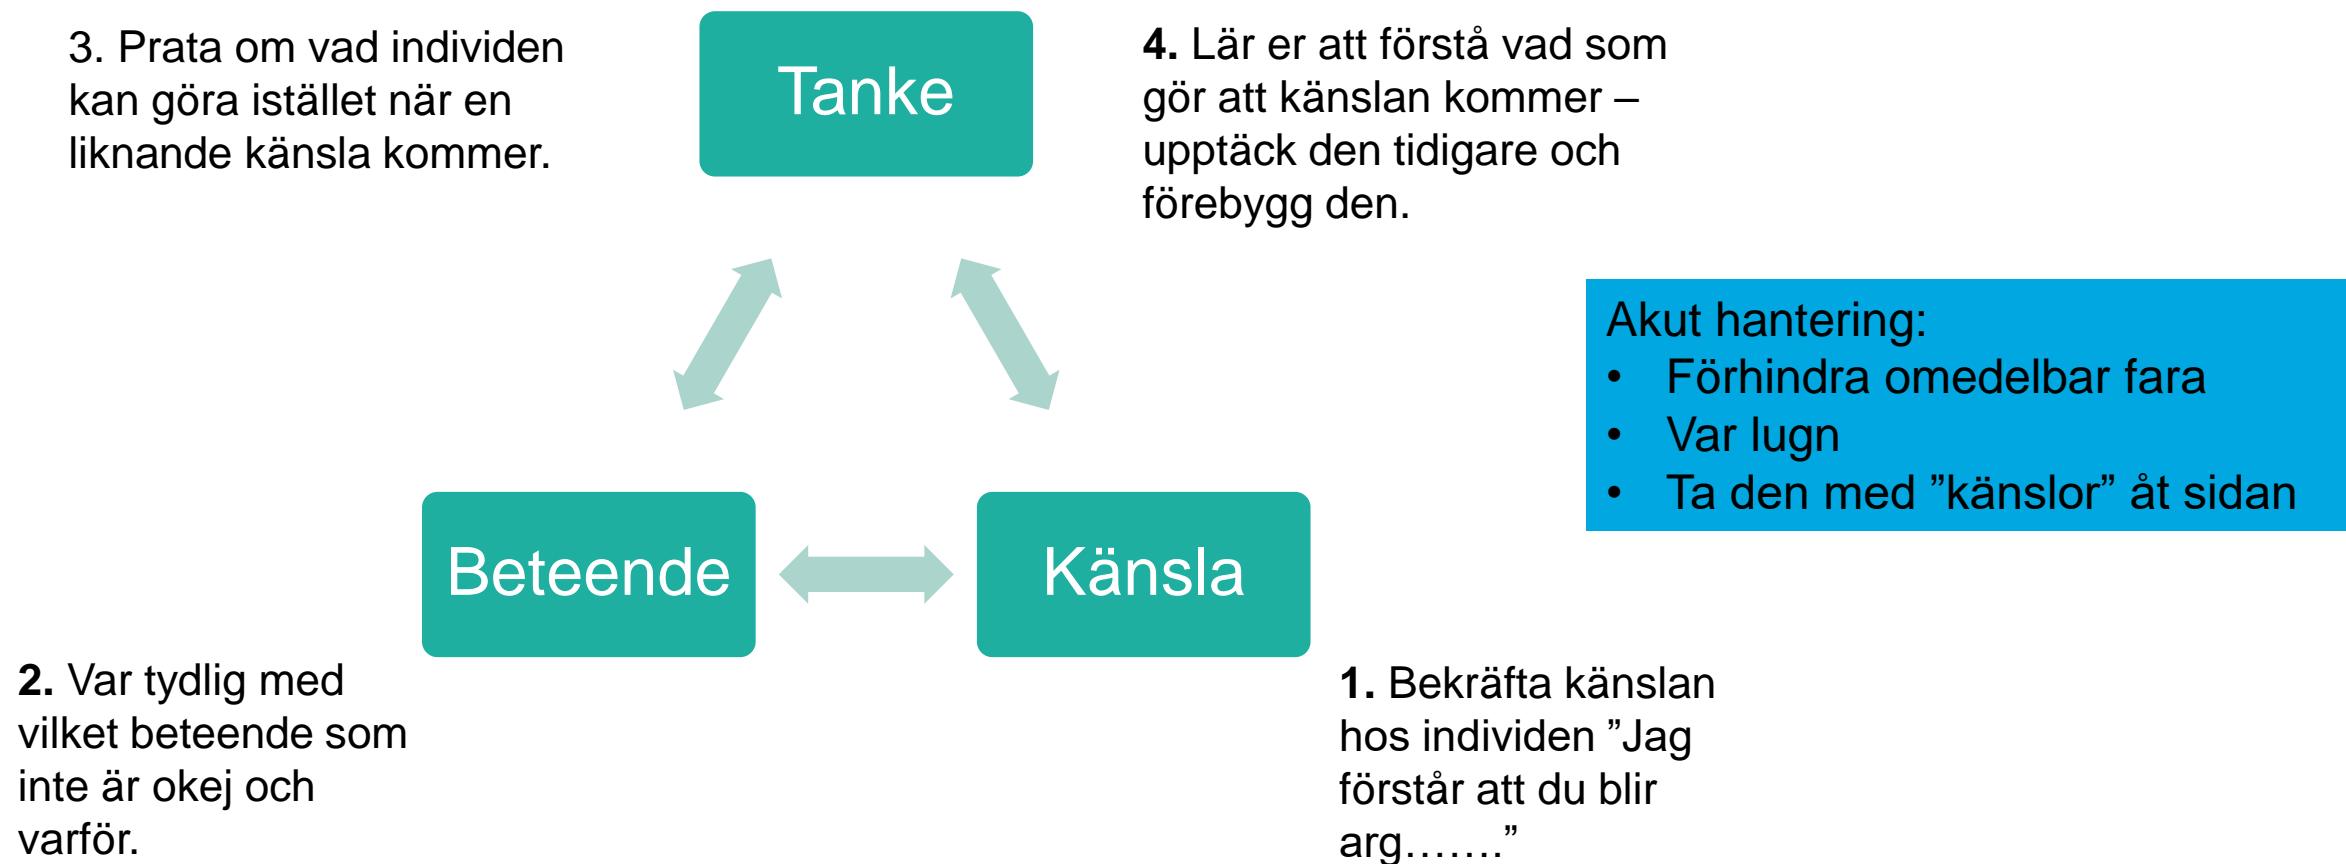 3. Prata om vad individen
kan göra istället när en
liknande känsla kommer.
Tanke
4. Lär er att förstå vad som
gör att känslan kommer –
upptäck den tidigare och
förebygg den.
Akut hantering:
• Förhindra omedelbar fara
• Var lugn
• Ta den med ”känslor” åt sidan
Beteende
Känsla
2. Var tydlig med
vilket beteende som
inte är okej och
varför.
1. Bekräfta känslan
hos individen ”Jag
förstår att du blir
arg…….”